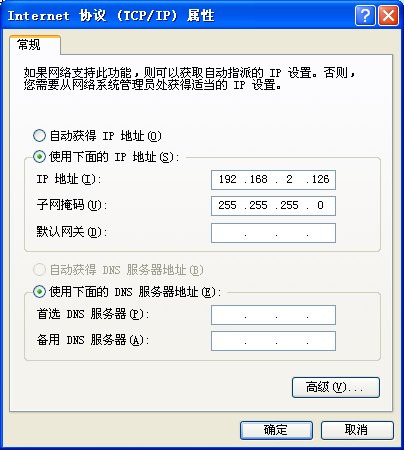 Internet 协议 (TCP/IP) 属性
常规
如果网络支持此功能，则可以获取自动指派的 IP 设置。否则，
您需要从网络系统管理员处获得适当的 IP 设置。
自动获得 IP 地址(O)
使用下面的 IP 地址(S):
IP 地址(I): 192 .168 . 2 .126
子网掩码(U): 255 .255 .255 . 0
默认网关(D): . . .
自动获得 DNS 服务器地址(B)
使用下面的 DNS 服务器地址(E):
首选 DNS 服务器(P): . . .
备用 DNS 服务器(A): . . .
高级(V)...
确定 取消